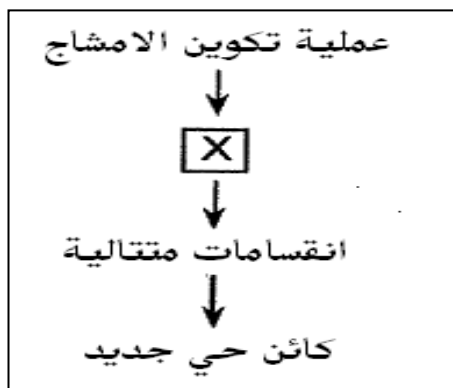 عملية تكوين الامشاج
X
انقسامات متتالية
كائن حي جديد